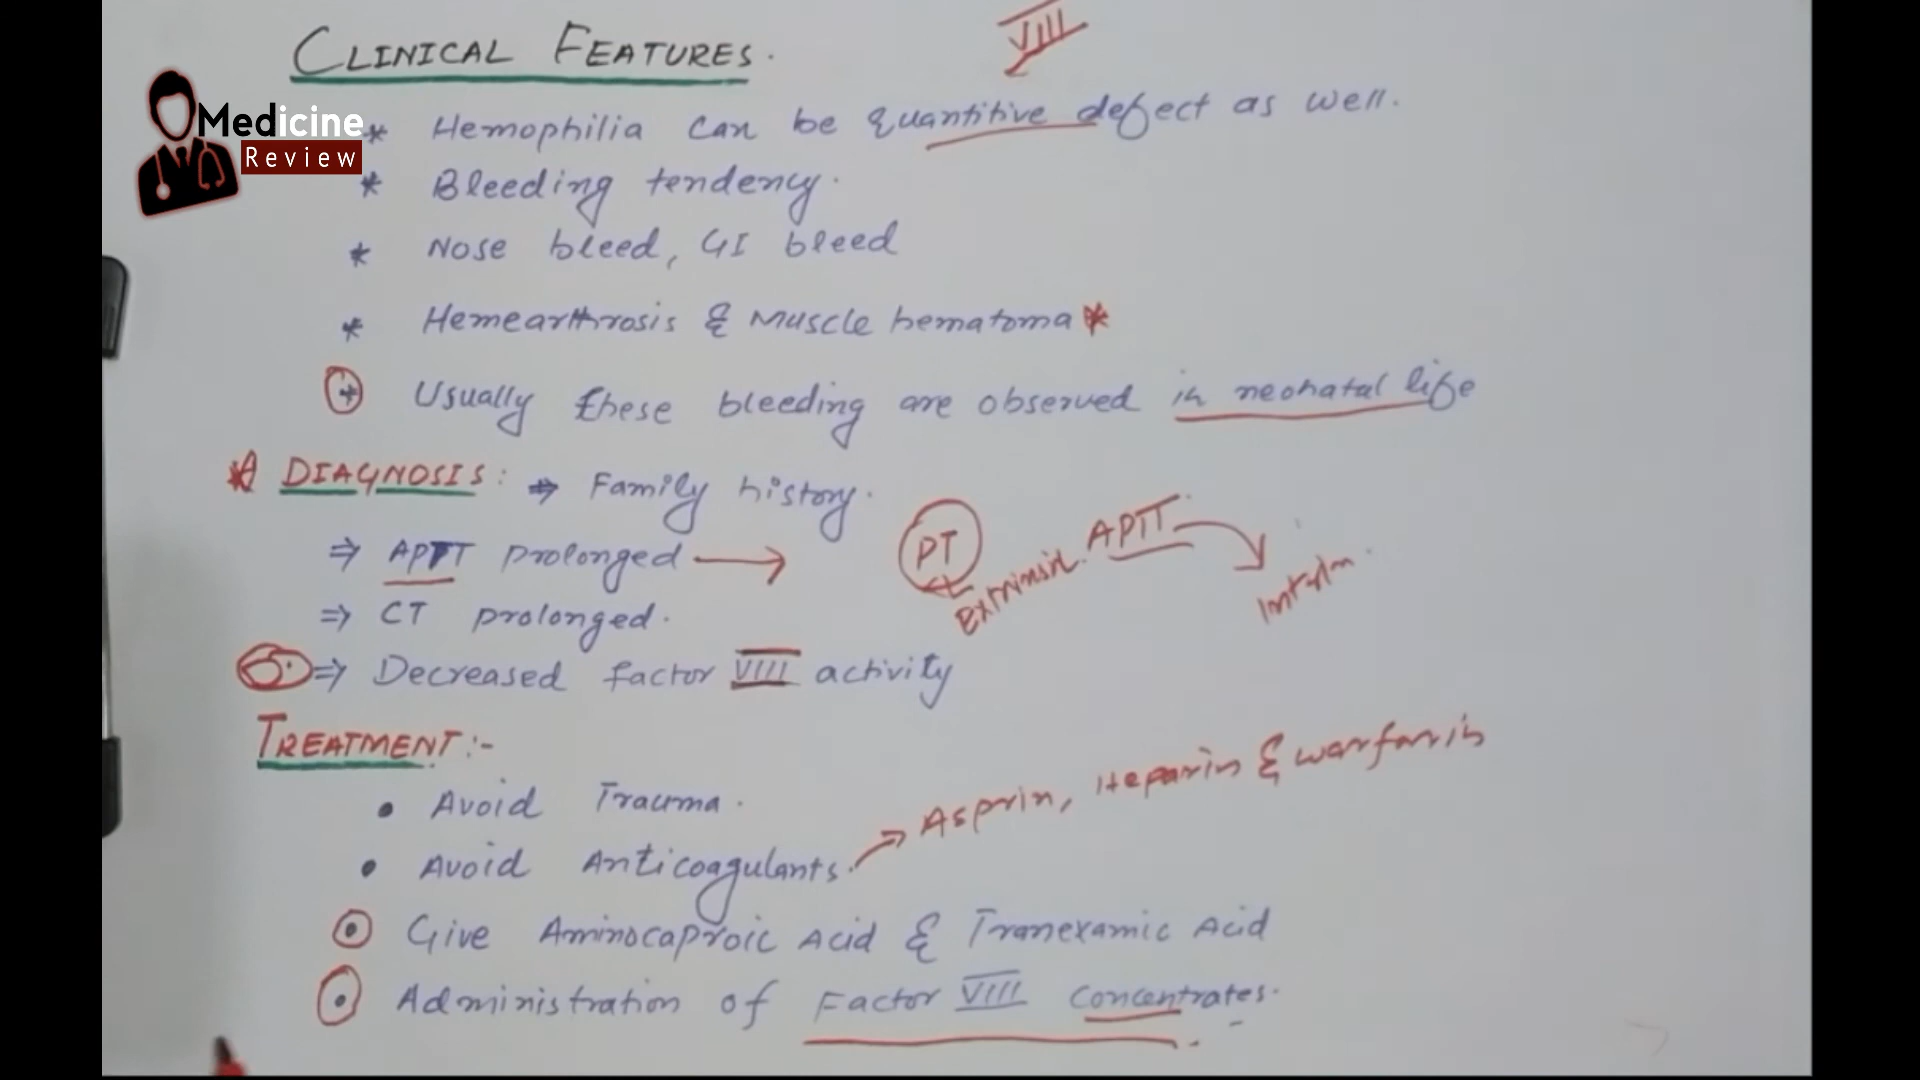 CLINICAL FEATURES.
VIII
Medicine
Review
* Hemophilia can be quantitive defect as well.
* Bleeding tendency.
* Nose bleed, GI bleed
* Hemearthrosis & Muscle hematoma *
* Usually these bleeding are observed in neonatal life
* DIAGNOSIS: ⇒ Family history.
⇒ APTT prolonged →
PT
Extrinsic
APTT
⇒ CT prolonged.
⇒ Decreased factor VIII activity
TREATMENT:-
• Avoid Trauma.
• Avoid Anticoagulants. → Asprin, Heparin & warfarin
• Give Aminocaproic Acid & Tranexamic Acid
• Administration of Factor VIII concentrates.